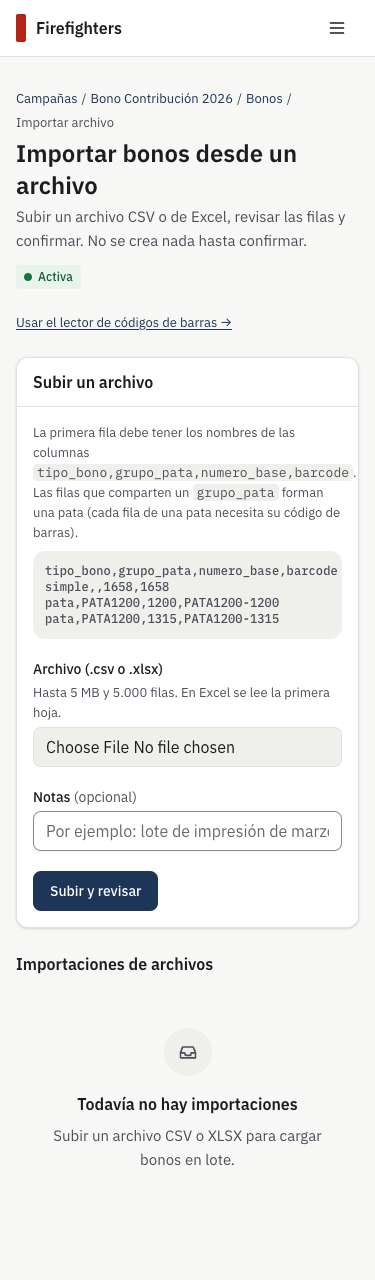 Firefighters
Campañas / Bono Contribución 2026 / Bonos /
Importar archivo
Importar bonos desde un
archivo
Subir un archivo CSV o de Excel, revisar las filas y
confirmar. No se crea nada hasta confirmar.
Activa
Usar el lector de códigos de barras →
Subir un archivo
La primera fila debe tener los nombres de las
columnas
tipo_bono,grupo_pata,numero_base,barcode.
Las filas que comparten un grupo_pata forman
una pata (cada fila de una pata necesita su código de
barras).
tipo_bono,grupo_pata,numero_base,barcode
simple,,1658,1658
pata,PATA1200,1200,PATA1200-1200
pata,PATA1200,1315,PATA1200-1315
Archivo (.csv o .xlsx)
Hasta 5 MB y 5.000 filas. En Excel se lee la primera
hoja.
Choose File No file chosen
Notas (opcional)
Por ejemplo: lote de impresión de marzo
Subir y revisar
Importaciones de archivos
Todavía no hay importaciones
Subir un archivo CSV o XLSX para cargar
bonos en lote.